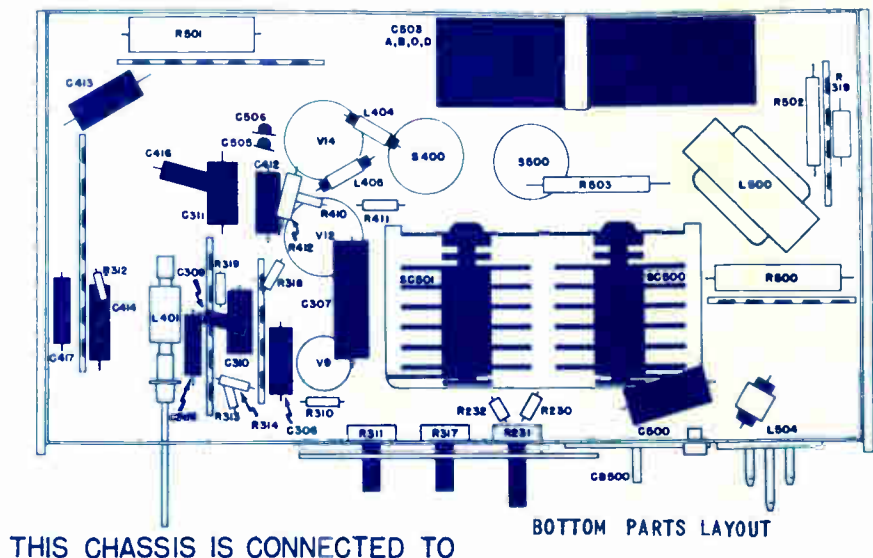 R501
C503
A,B,C,D
C413
R
319
R502
C506
L404
C505
V14
S400
S500
C416
C412
L405
L500
R503
C311
R410
R411
V12
R412
R312
C309
R319
R318
SC501
SC500
R500
C307
C414
L401
C417
C310
V9
R232
R230
R310
R313
R314
C306
R311
R317
R231
C500
L504
CB500
BOTTOM PARTS LAYOUT
THIS CHASSIS IS CONNECTED TO